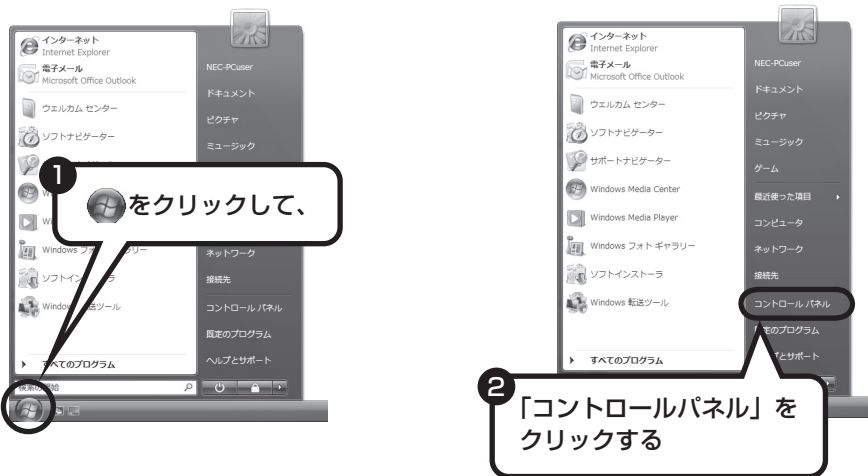 インターネット
Internet Explorer
電子メール
Microsoft Office Outlook
ウェルカム センター
ソフトナビゲーター
すべてのプログラム
NEC-PCuser
ドキュメント
ピクチャ
ミュージック
ネットワーク
接続先
コントロール パネル
既定のプログラム
ヘルプとサポート
1
をクリックして、
インターネット
Internet Explorer
電子メール
Microsoft Office Outlook
ウェルカム センター
ソフトナビゲーター
サポートナビゲーター
Windows Media Center
Windows Media Player
Windows フォト ギャラリー
ソフトインストーラ
Windows 転送ツール
すべてのプログラム
NEC-PCuser
ドキュメント
ピクチャ
ミュージック
ゲーム
最近使った項目
コンピュータ
ネットワーク
接続先
コントロール パネル
2
「コントロールパネル」を
クリックする